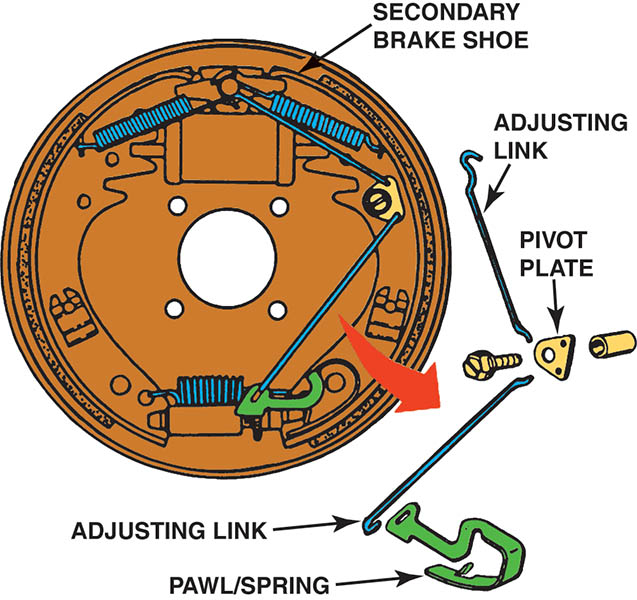 SECONDARY
BRAKE SHOE
ADJUSTING
LINK
PIVOT
PLATE
ADJUSTING LINK
PAWL/SPRING